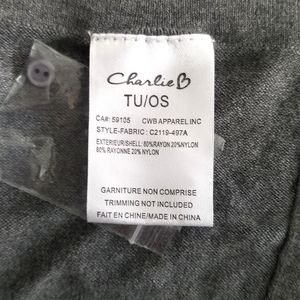 Charlie B
TU/OS
CA#: 59105 CWB APPAREL INC
STYLE-FABRIC : C2119-497A
EXTERIEUR/SHELL: 80%RAYON 20%NYLON
80% RAYONNE 20% NYLON
GARNITURE NON COMPRISE
TRIMMING NOT INCLUDED
FAIT EN CHINE/MADE IN CHINA